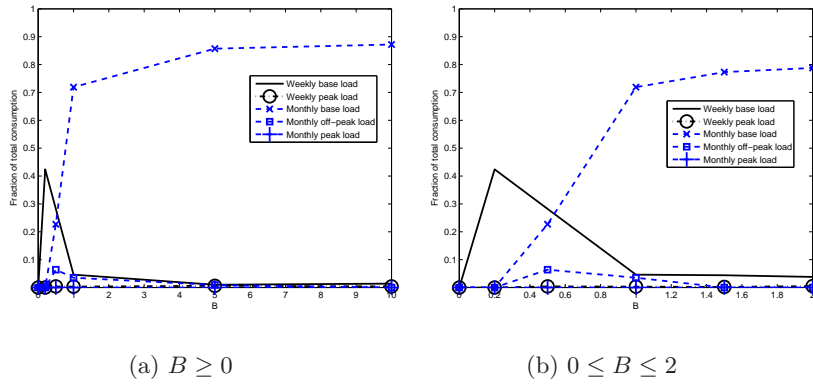 1
0.9
0.8
0.7
0.6
0.5
0.4
0.3
0.2
0.1
0
Fraction of total consumption
0 1 2 3 4 5 6 7 8 9 10
B
Weekly base load
Weekly peak load
Monthly base load
Monthly off−peak load
Monthly peak load
(a) B ≥ 0
1
0.9
0.8
0.7
0.6
0.5
0.4
0.3
0.2
0.1
0
Fraction of total consumption
0 0.2 0.4 0.6 0.8 1 1.2 1.4 1.6 1.8 2
B
Weekly base load
Weekly peak load
Monthly base load
Monthly off−peak load
Monthly peak load
(b) 0 ≤ B ≤ 2